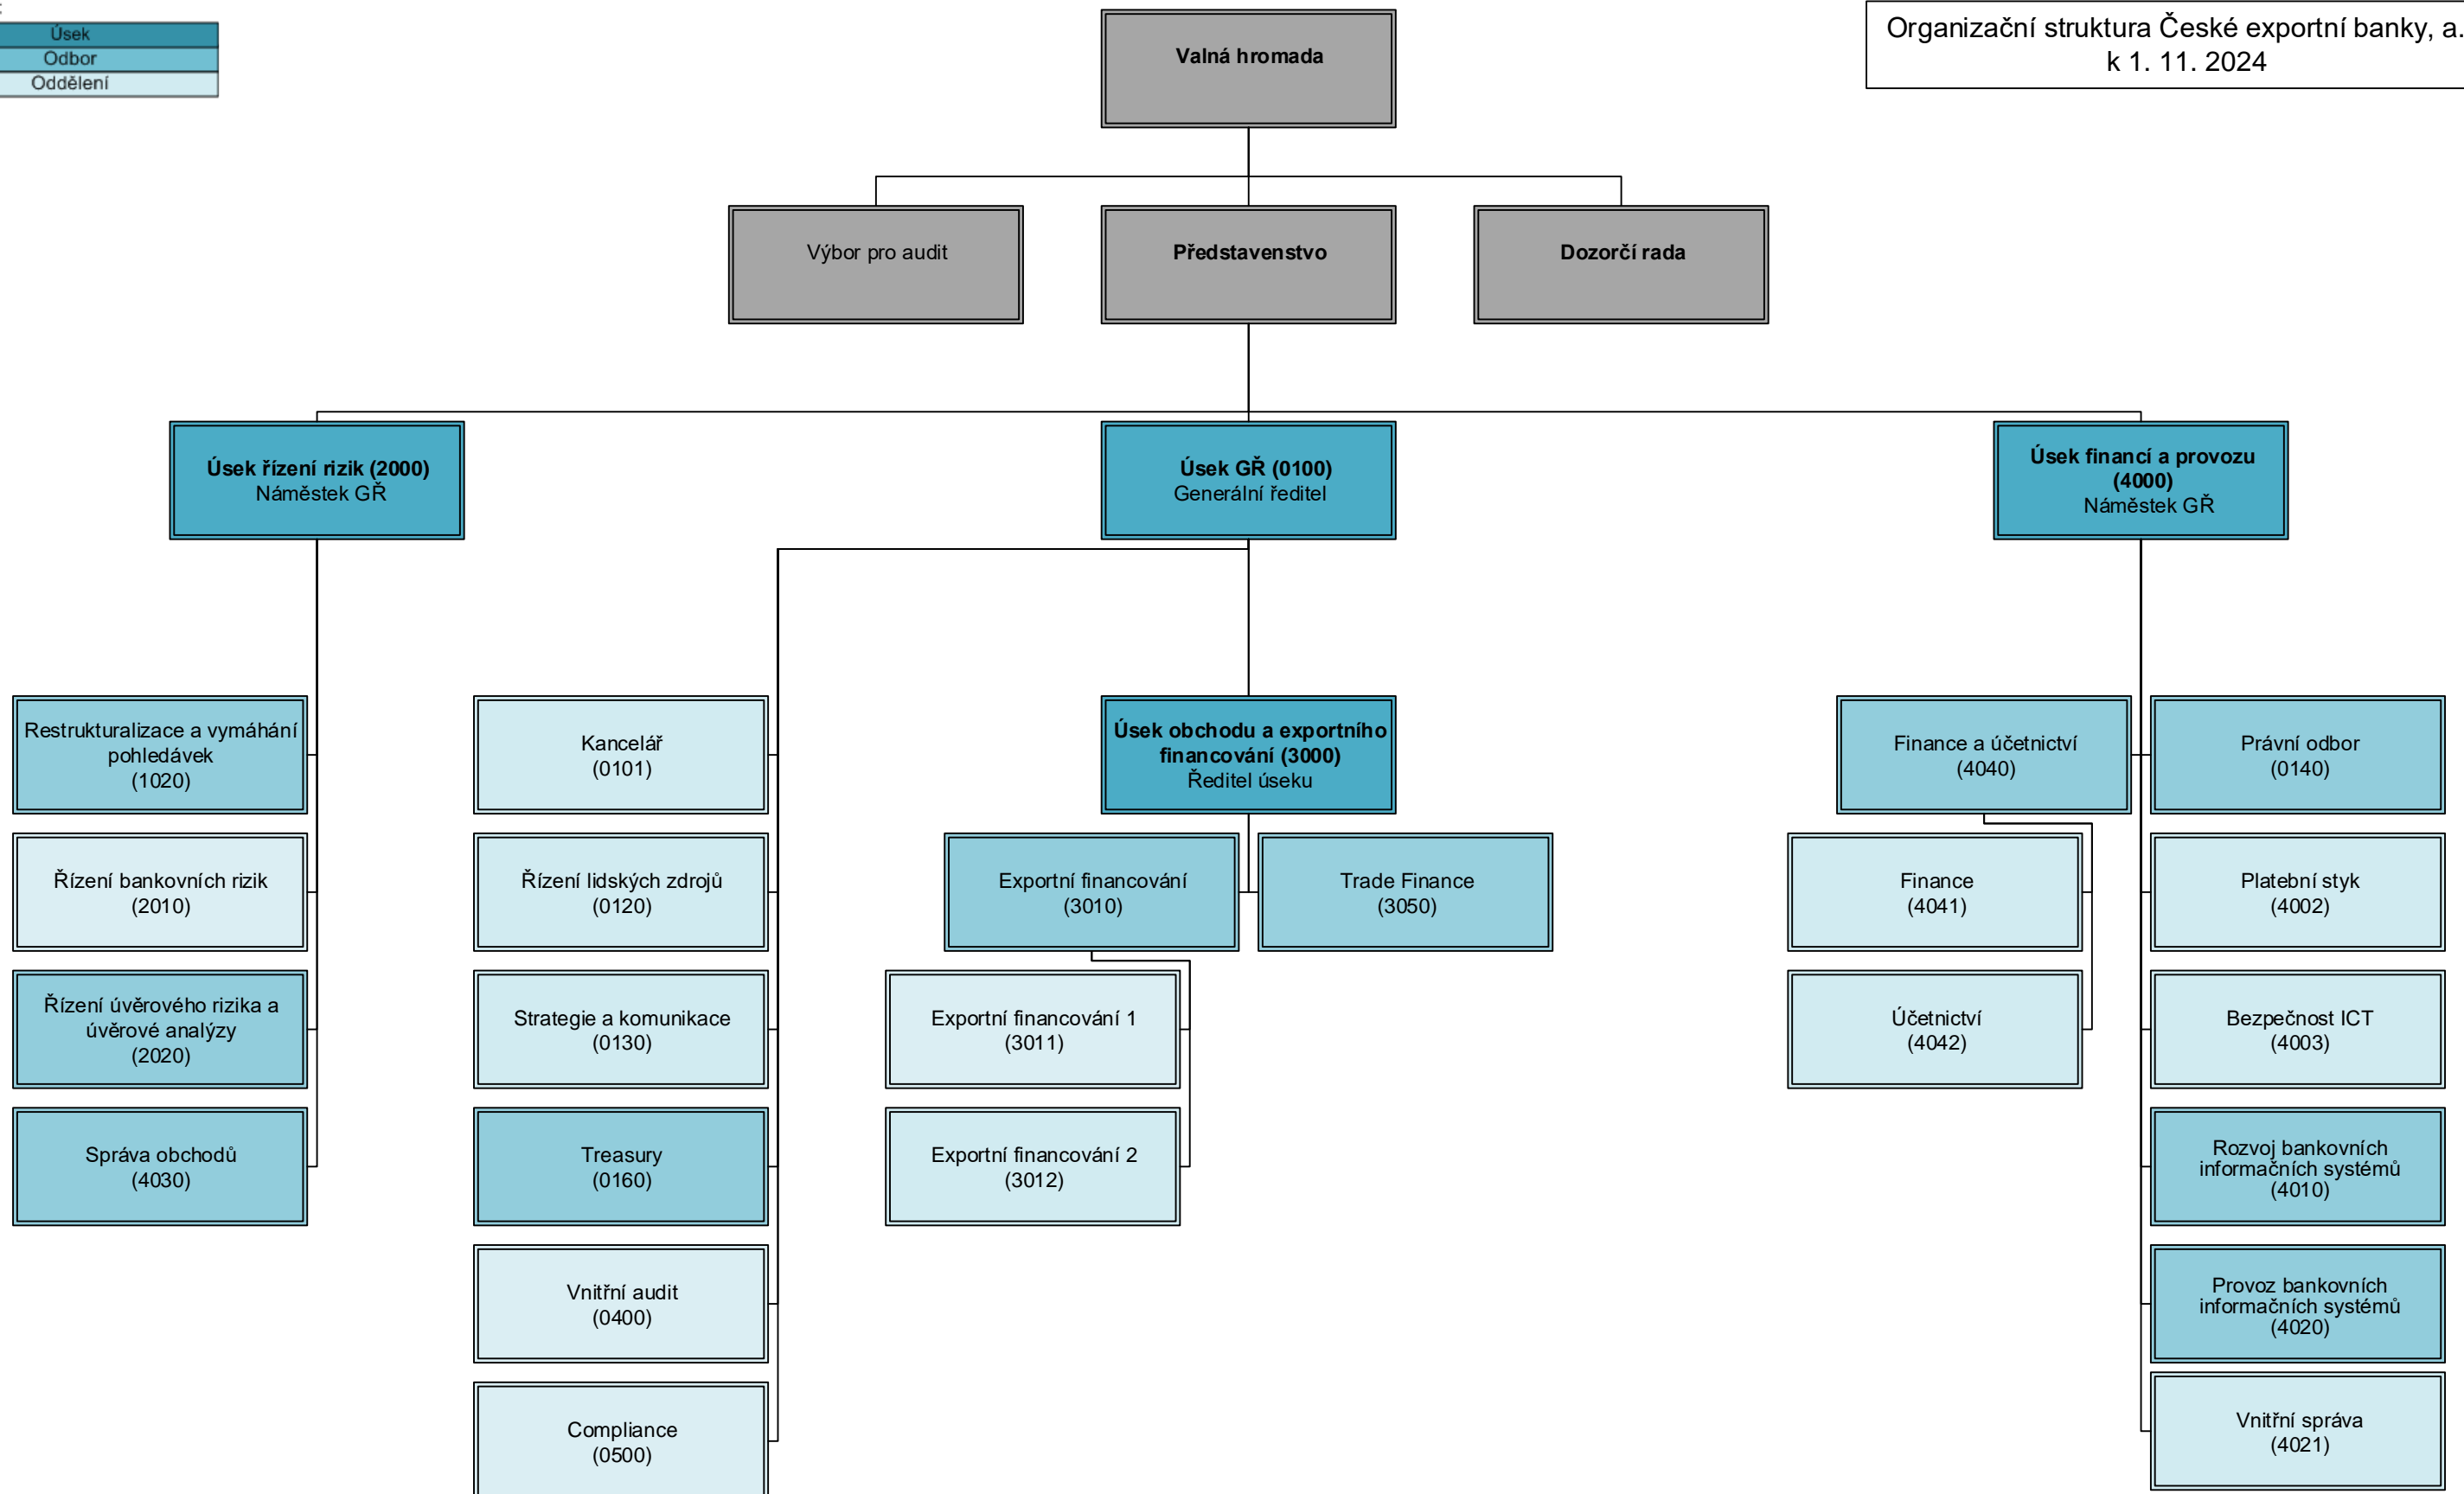 Úsek
Odbor
Oddělení
Organizační struktura České exportní banky, a.
k 1. 11. 2024
Valná hromada
Výbor pro audit
Představenstvo
Dozorčí rada
Úsek řízení rizik (2000)
Náměstek GŘ
Úsek GŘ (0100)
Generální ředitel
Úsek financí a provozu
(4000)
Náměstek GŘ
Restrukturalizace a vymáhání
pohledávek
(1020)
Řízení bankovních rizik
(2010)
Řízení úvěrového rizika a
úvěrové analýzy
(2020)
Správa obchodů
(4030)
Kancelář
(0101)
Řízení lidských zdrojů
(0120)
Strategie a komunikace
(0130)
Treasury
(0160)
Vnitřní audit
(0400)
Compliance
(0500)
Úsek obchodu a exportního
financování (3000)
Ředitel úseku
Exportní financování
(3010)
Trade Finance
(3050)
Exportní financování 1
(3011)
Exportní financování 2
(3012)
Finance a účetnictví
(4040)
Finance
(4041)
Účetnictví
(4042)
Právní odbor
(0140)
Platební styk
(4002)
Bezpečnost ICT
(4003)
Rozvoj bankovních
informačních systémů
(4010)
Provoz bankovních
informačních systémů
(4020)
Vnitřní správa
(4021)